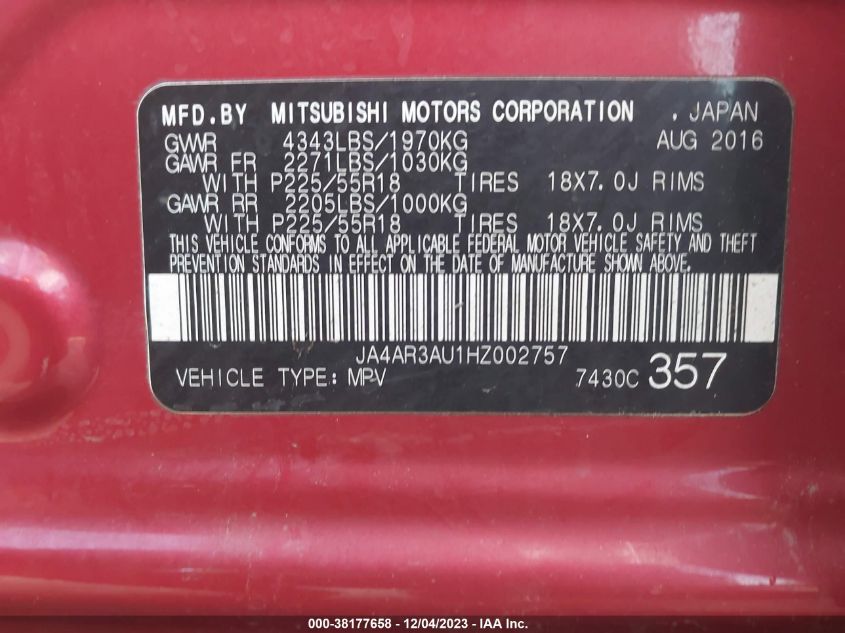 MFD.BY MITSUBISHI MOTORS CORPORATION . JAPAN
GVWR 4343LBS/1970KG AUG 2016
GAWR FR 2271LBS/1030KG
WITH P225/55R18 TIRES 18X7.0J RIMS
GAWR RR 2205LBS/1000KG
WITH P225/55R18 TIRES 18X7.0J RIMS
THIS VEHICLE CONFORMS TO ALL APPLICABLE FEDERAL MOTOR VEHICLE SAFETY AND THEFT
PREVENTION STANDARDS IN EFFECT ON THE DATE OF MANUFACTURE SHOWN ABOVE.
JA4AR3AU1HZ002757
VEHICLE TYPE: MPV 7430C 357
000-38177658 - 12/04/2023 - IAA Inc.